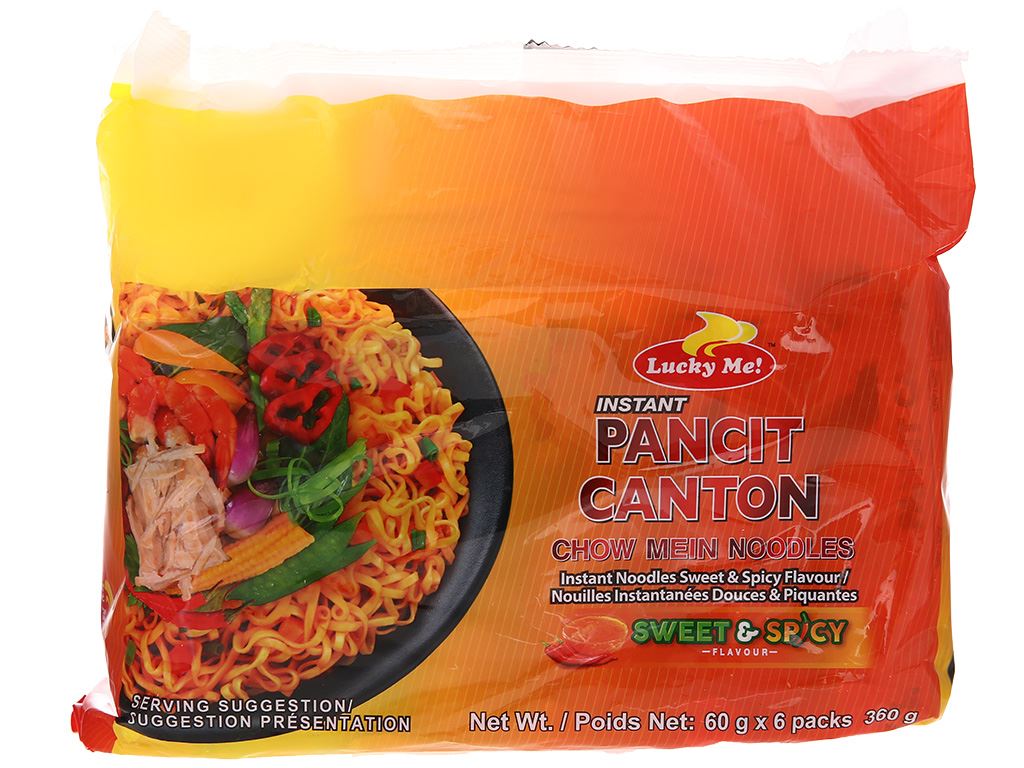 Lucky Me!
™
INSTANT
PANCIT
CANTON
CHOW MEIN NOODLES
Instant Noodles Sweet & Spicy Flavour /
Nouilles Instantanées Douces & Piquantes
SWEET & SPICY
FLAVOUR
SERVING SUGGESTION/
SUGGESTION PRÉSENTATION
Net Wt. / Poids Net: 60 g x 6 packs 360 g